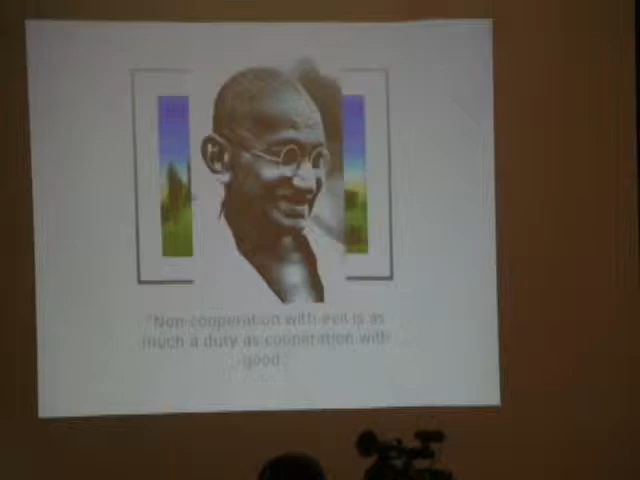 "Non-cooperation with evil is as
much a duty as cooperation with
good."